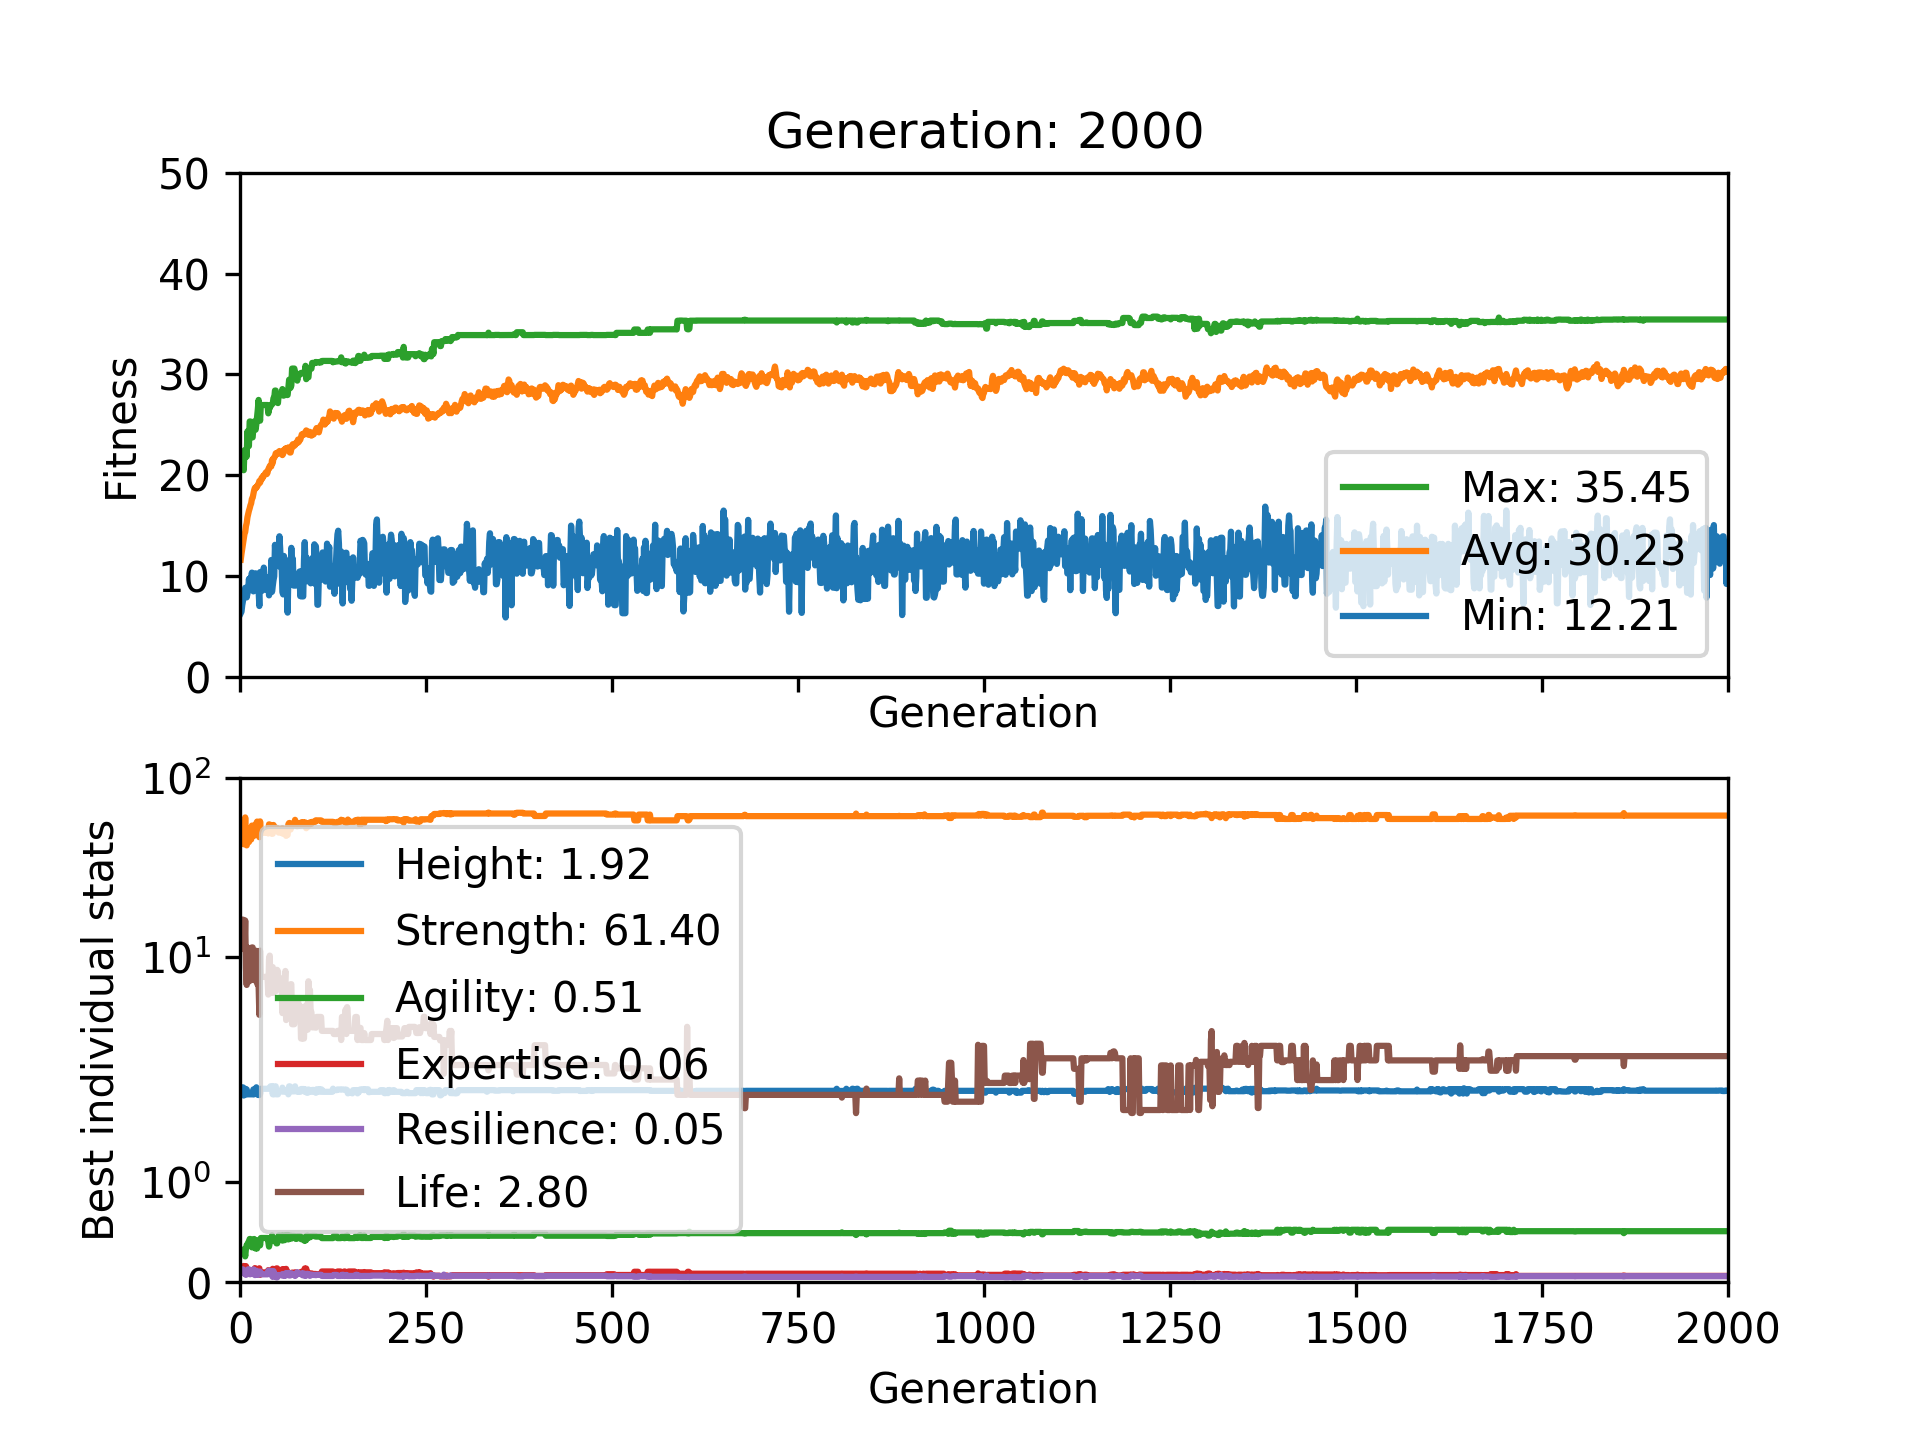 Generation: 2000
50
40
30
20
10
0
Fitness
Max: 35.45
Avg: 30.23
Min: 12.21
Generation
10²
10¹
10⁰
0
Best individual stats
Height: 1.92
Strength: 61.40
Agility: 0.51
Expertise: 0.06
Resilience: 0.05
Life: 2.80
0 250 500 750 1000 1250 1500 1750 2000
Generation